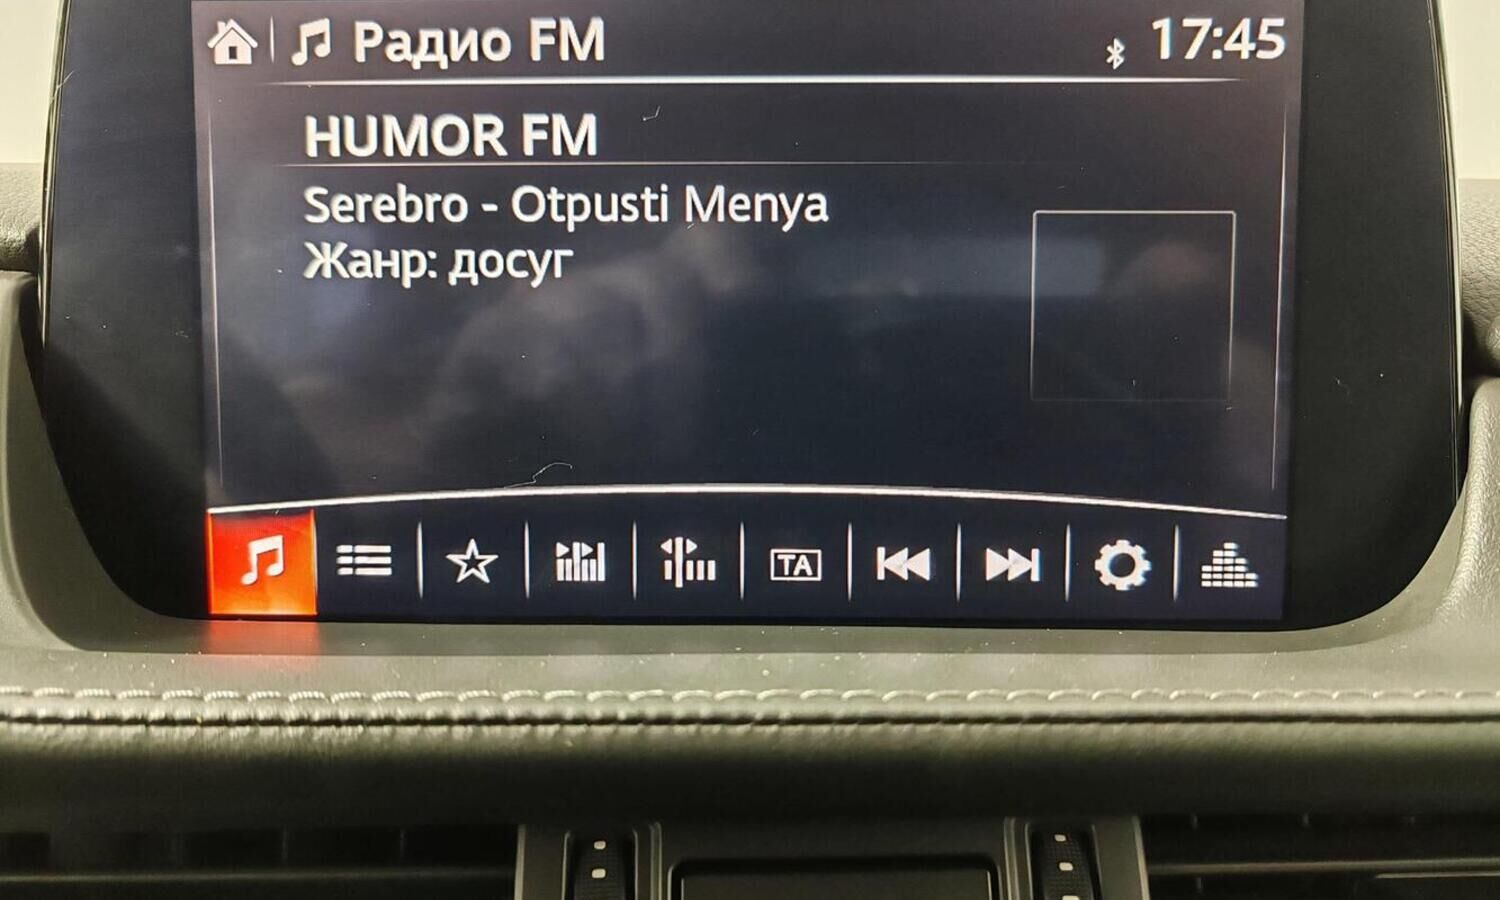 Радио FM 17:45
HUMOR FM
Serebro - Otpusti Menya
Жанр: досуг
TA